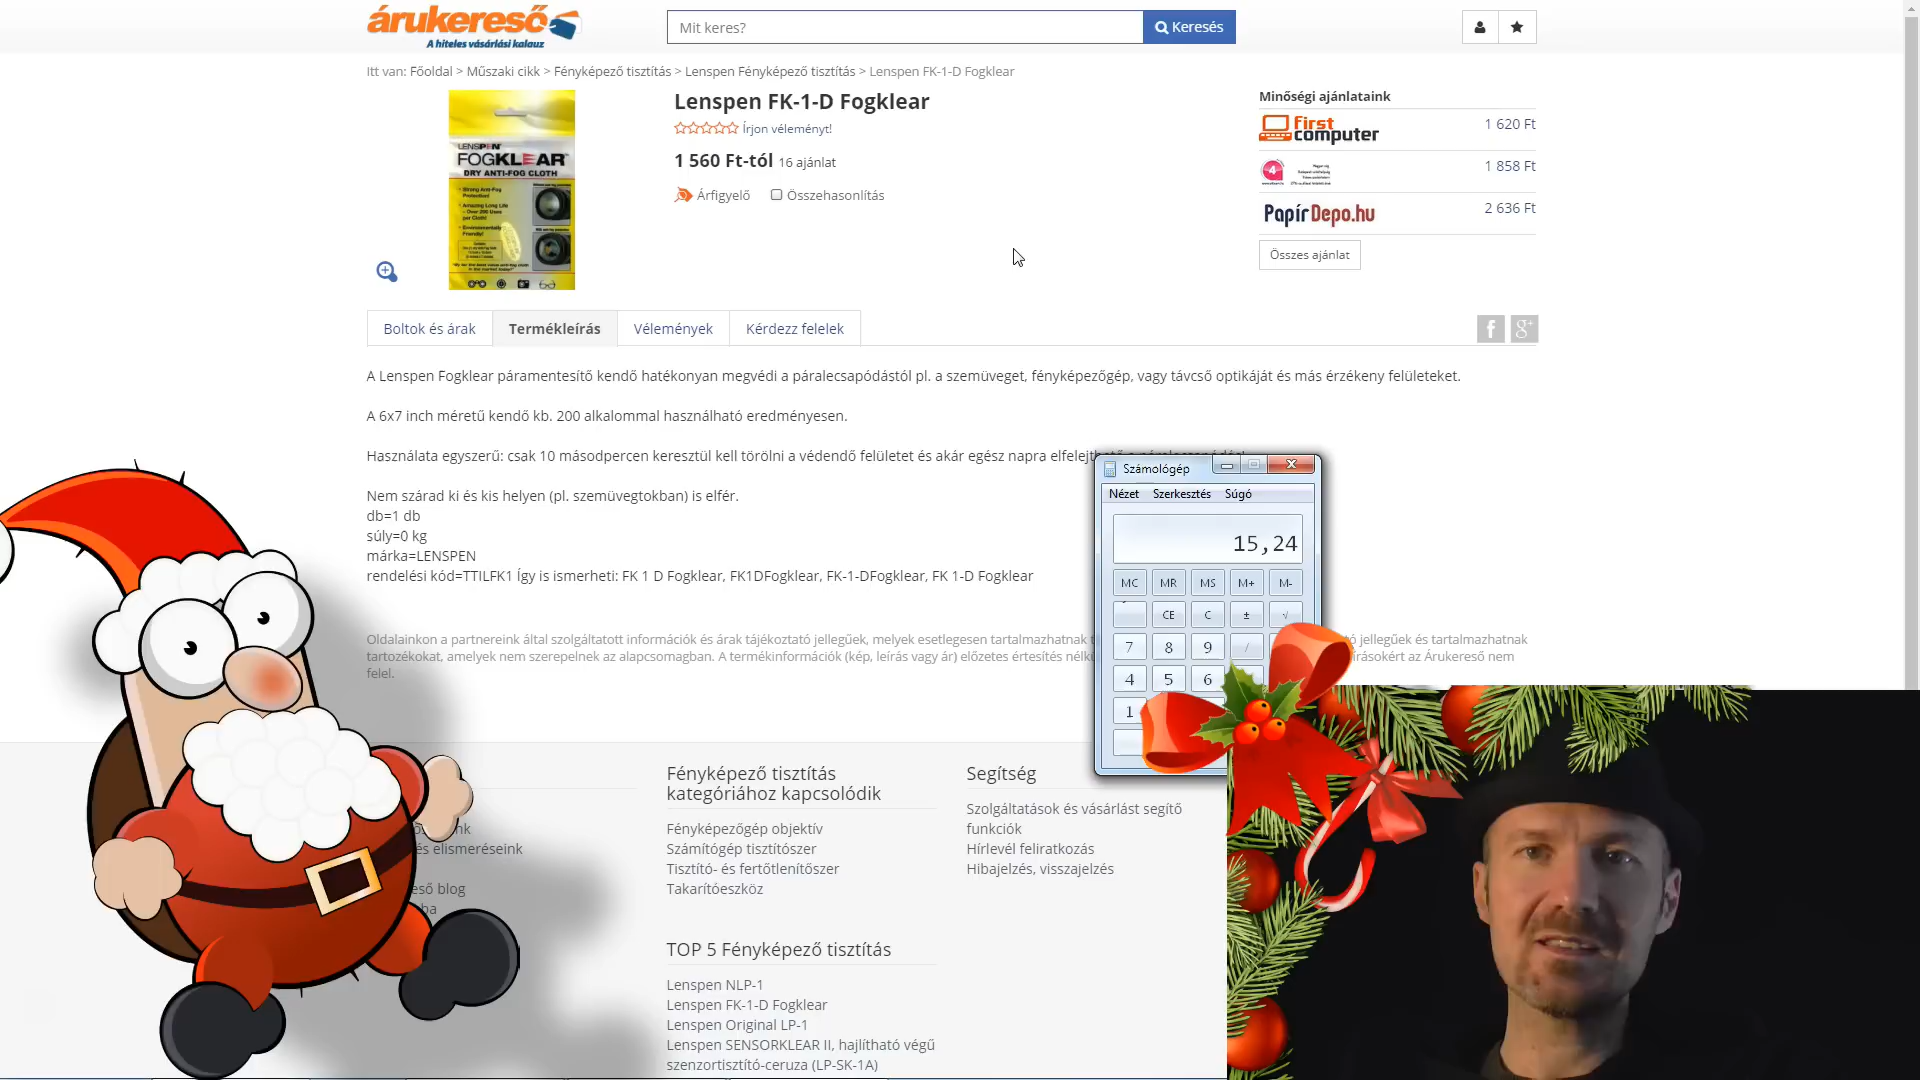 árukereső
A hiteles vásárlási kalauz
Mit keres?
Keresés
Itt van: Főoldal > Műszaki cikk > Fényképező tisztítás > Lenspen Fényképező tisztítás > Lenspen FK-1-D Fogklear
LENSPEN
FOGKLEAR™
DRY ANTI-FOG CLOTH
Lenspen FK-1-D Fogklear
Írjon véleményt!
1 560 Ft-tól 16 ajánlat
Árfigyelő
Összehasonlítás
Minőségi ajánlataink
first computer
1 620 Ft
1 858 Ft
PapírDepo.hu
2 636 Ft
Összes ajánlat
Boltok és árak
Termékleírás
Vélemények
Kérdezz felelek
A Lenspen Fogklear páramentesítő kendő hatékonyan megvédi a páralecsapódástól pl. a szemüveget, fényképezőgép, vagy távcső optikáját és más érzékeny felületeket.
A 6x7 inch méretű kendő kb. 200 alkalommal használható eredményesen.
Használata egyszerű: csak 10 másodpercen keresztül kell törölni a védendő felületet és akár egész napra
Nem szárad ki és kis helyen (pl. szemüvegtokban) is elfér.
db=1 db
súly=0 kg
márka=LENSPEN
rendelési kód=TTILFK1 Így is ismerheti: FK 1 D Fogklear, FK1DFogklear, FK-1-DFogklear, FK 1-D Fogklear
Számológép
Nézet Szerkesztés Súgó
15,24
MC MR MS M+ M-
CE C ± √
7 8 9 /
4 5 6
1
Oldalainkon a partnereink által szolgáltatott információk és árak tájékoztató jellegűek, melyek esetlegesen tartalmazhatnak jellegűek és tartalmazhatnak
tartozékokat, amelyek nem szerepelnek az alapcsomagban. A termékinformációk (kép, leírás vagy ár) előzetes értesítés az Árukereső nem
felel.
és elismeréseink
blog
Fényképező tisztítás
kategóriához kapcsolódik
Fényképezőgép objektív
Számítógép tisztítószer
Tisztító- és fertőtlenítőszer
Takarítóeszköz
Segítség
Szolgáltatások és vásárlást segítő
funkciók
Hírlevél feliratkozás
Hibajelzés, visszajelzés
TOP 5 Fényképező tisztítás
Lenspen NLP-1
Lenspen FK-1-D Fogklear
Lenspen Original LP-1
Lenspen SENSORKLEAR II, hajlítható végű
szenzortisztító-ceruza (LP-SK-1A)